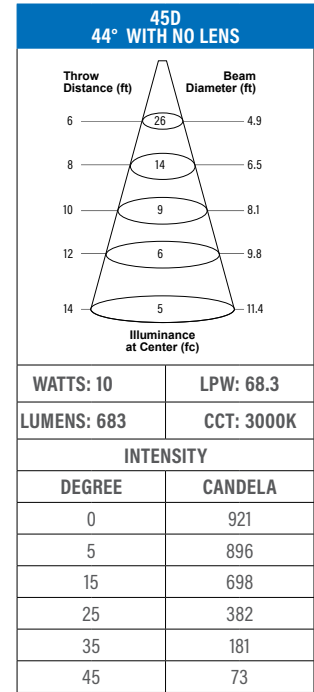 45D
44° WITH NO LENS
Throw Beam
Distance (ft) Diameter (ft)
6 26 4.9
8 14 6.5
10 9 8.1
12 6 9.8
14 5 11.4
Illuminance
at Center (fc)
WATTS: 10 LPW: 68.3
LUMENS: 683 CCT: 3000K
INTENSITY
DEGREE CANDELA
0 921
5 896
15 698
25 382
35 181
45 73